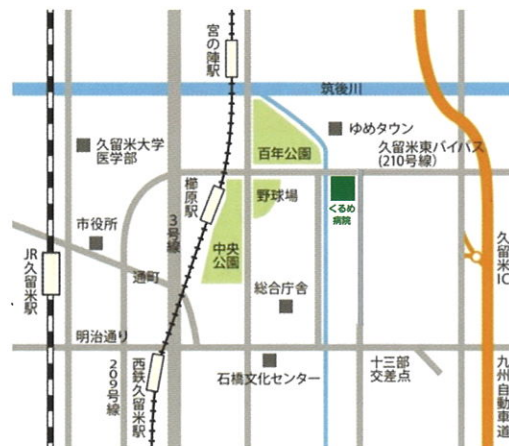 宮の陣駅
筑後川
ゆめタウン
久留米大学
医学部
百年公園
久留米東バイパス
(210号線)
櫛原駅
野球場
くるめ
病院
3号線
市役所
中央
公園
JR久留米駅
通町
総合庁舎
久留米IC
明治通り
209号線
西鉄久留米駅
石橋文化センター
十三部
交差点
九州自動車道